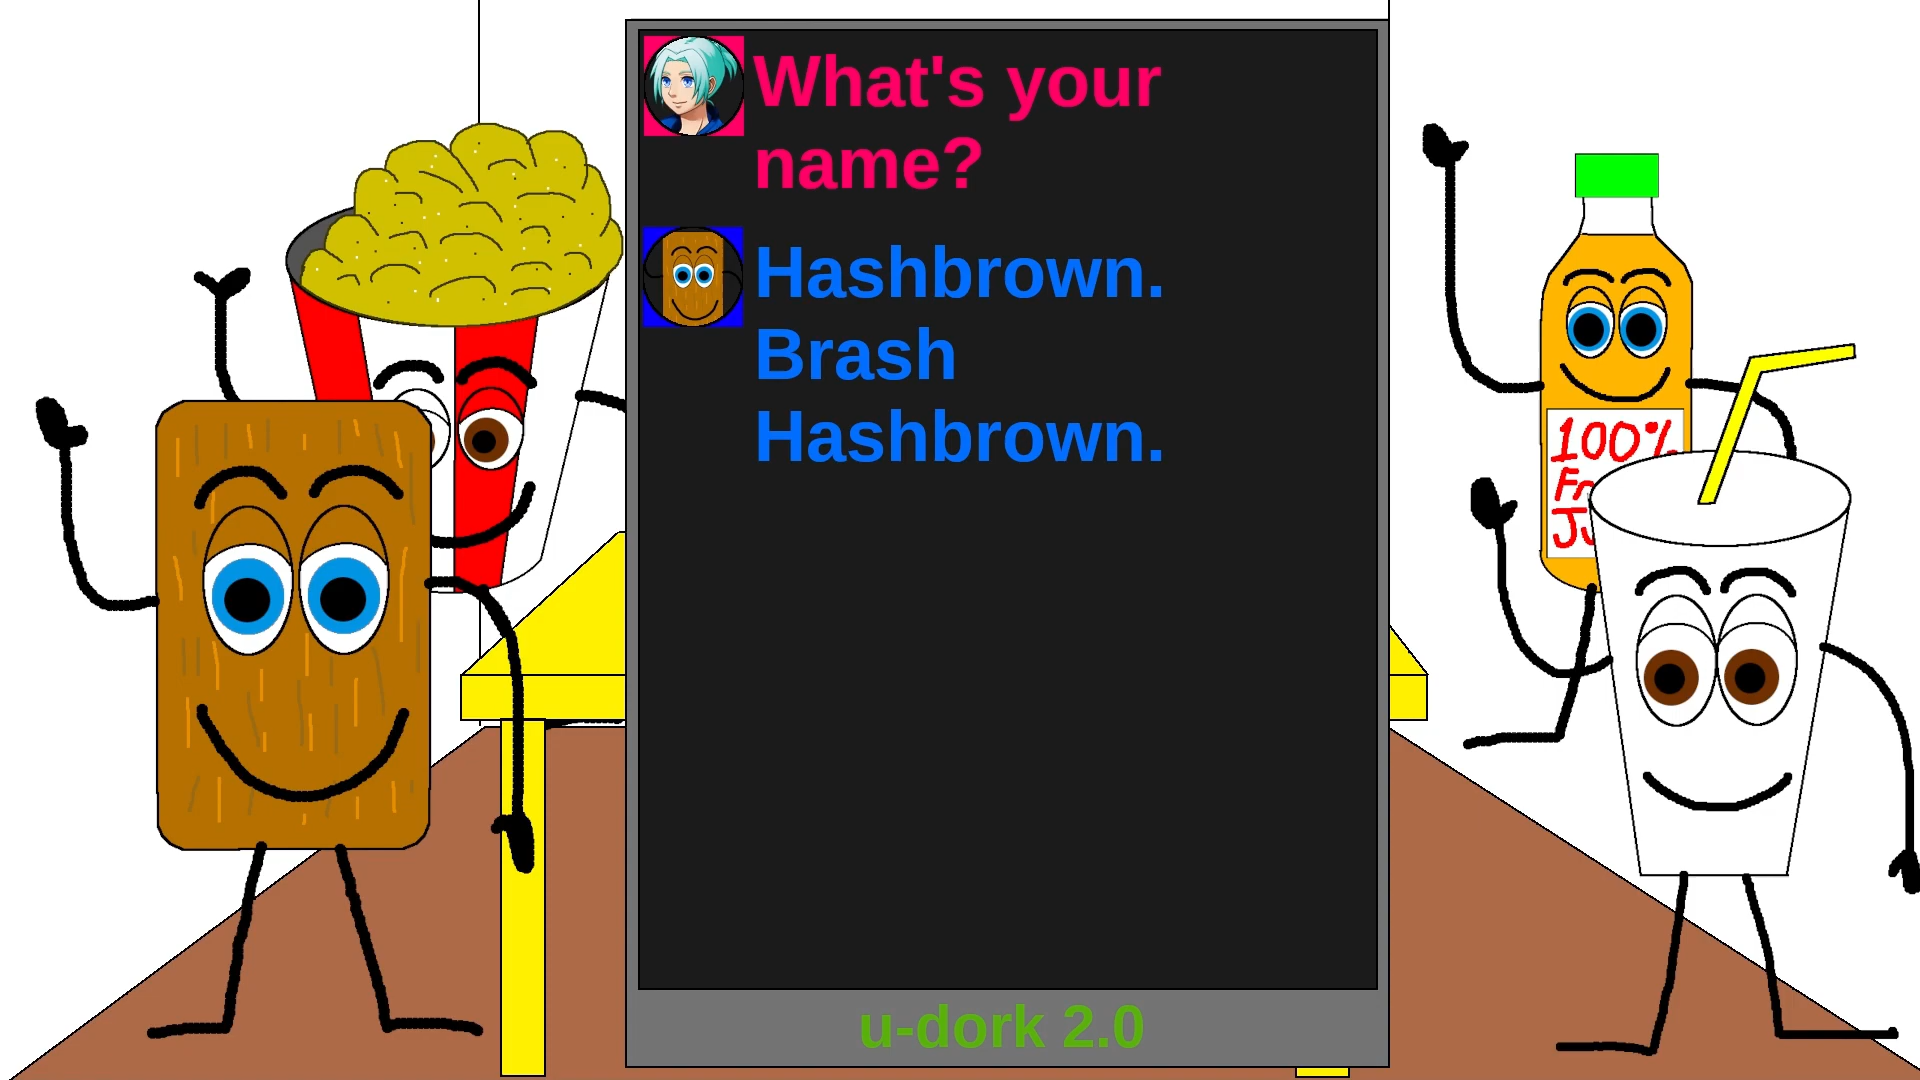 What's your
name?
Hashbrown.
Brash
Hashbrown.
100%
u-dork 2.0